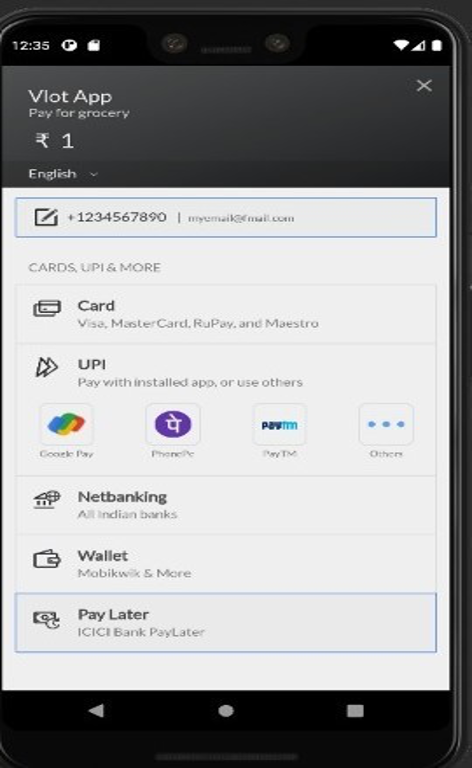 12:35
Vlot App
Pay for grocery
₹ 1
English
+1234567890 | myemail@fmail.com
CARDS, UPI & MORE
Card
Visa, MasterCard, RuPay, and Maestro
UPI
Pay with installed app, or use others
पे
Paytm
Google Pay PhonePe PayTM Others
Netbanking
All Indian banks
Wallet
Mobikwik & More
Pay Later
ICICI Bank PayLater